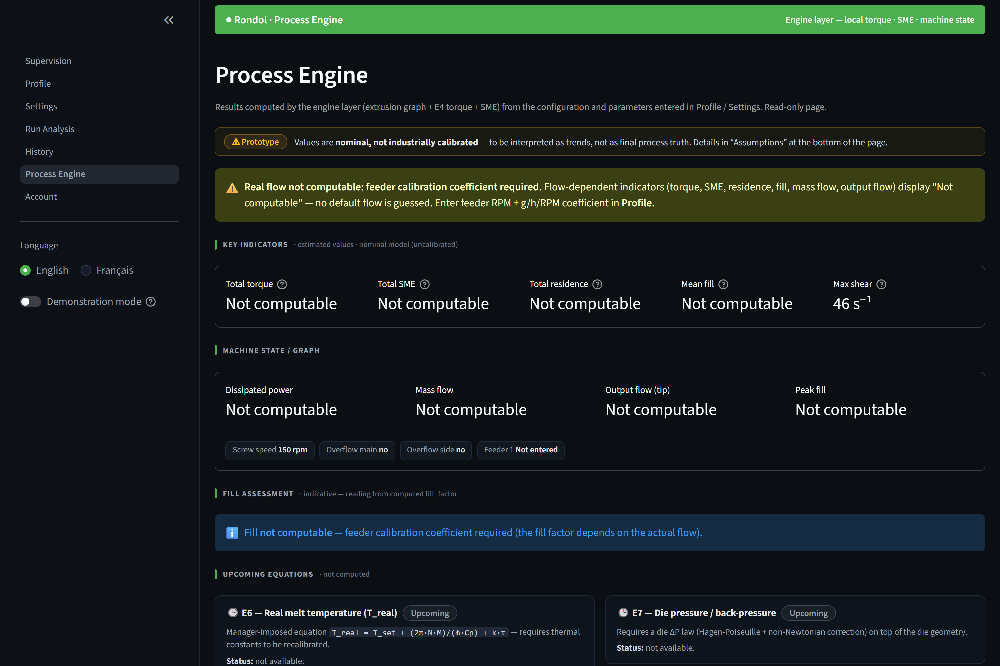 Rondol · Process Engine
Engine layer — local torque · SME · machine state
Supervision
Profile
Settings
Run Analysis
History
Process Engine
Account
Language
English
Français
Demonstration mode
Process Engine
Results computed by the engine layer (extrusion graph + E4 torque + SME) from the configuration and parameters entered in Profile / Settings. Read-only page.
⚠ Prototype
Values are nominal, not industrially calibrated — to be interpreted as trends, not as final process truth. Details in “Assumptions” at the bottom of the page.
Real flow not computable: feeder calibration coefficient required. Flow-dependent indicators (torque, SME, residence, fill, mass flow, output flow) display "Not
computable" — no default flow is guessed. Enter feeder RPM + g/h/RPM coefficient in Profile.
KEY INDICATORS · estimated values · nominal model (uncalibrated)
Total torque
Not computable
Total SME
Not computable
Total residence
Not computable
Mean fill
Not computable
Max shear
46 s⁻¹
MACHINE STATE / GRAPH
Dissipated power
Not computable
Mass flow
Not computable
Output flow (tip)
Not computable
Peak fill
Not computable
Screw speed 150 rpm
Overflow main no
Overflow side no
Feeder 1 Not entered
FILL ASSESSMENT · indicative — reading from computed fill_factor
Fill not computable — feeder calibration coefficient required (the fill factor depends on the actual flow).
UPCOMING EQUATIONS · not computed
E6 — Real melt temperature (T_real) Upcoming
Manager-imposed equation T_real = T_set + (2π·N·M)/(ṁ·Cp) + k·τ — requires thermal
constants to be recalibrated.
Status: not available.
E7 — Die pressure / back-pressure Upcoming
Requires a die ΔP law (Hagen-Poiseuille + non-Newtonian correction) on top of the die geometry.
Status: not available.